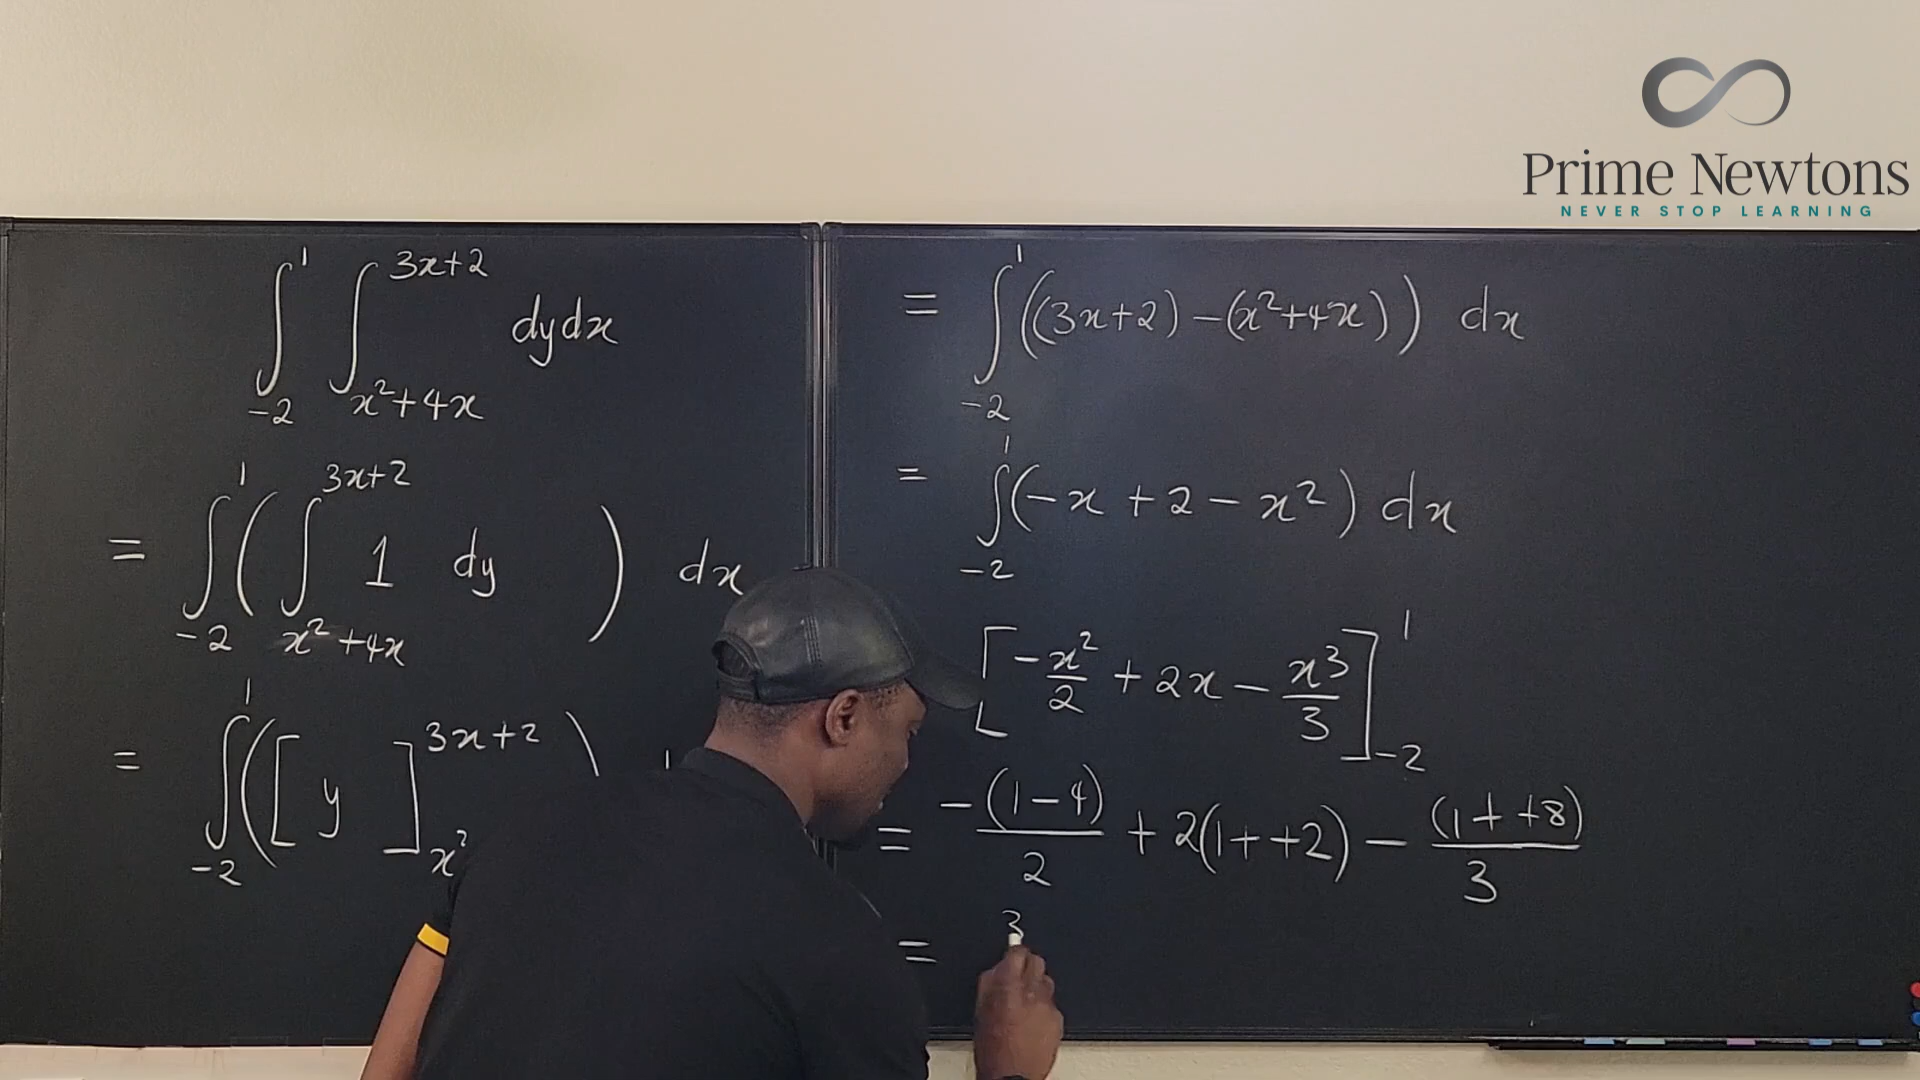 Prime Newtons
NEVER STOP LEARNING
∫_{-2}^{1} ∫_{x²+4x}^{3x+2} dydx
= ∫_{-2}^{1} ( ∫_{x²+4x}^{3x+2} 1 dy ) dx
= ∫_{-2}^{1} ( [ y ]_{x²}^{3x+2} )
= ∫_{-2}^{1} ((3x+2) - (x²+4x)) dx
= ∫_{-2}^{1} (-x + 2 - x²) dx
[ -x²/2 + 2x - x³/3 ]_{-2}^{1}
= -(1-4)/2 + 2(1++2) - (1++8)/3
= 3